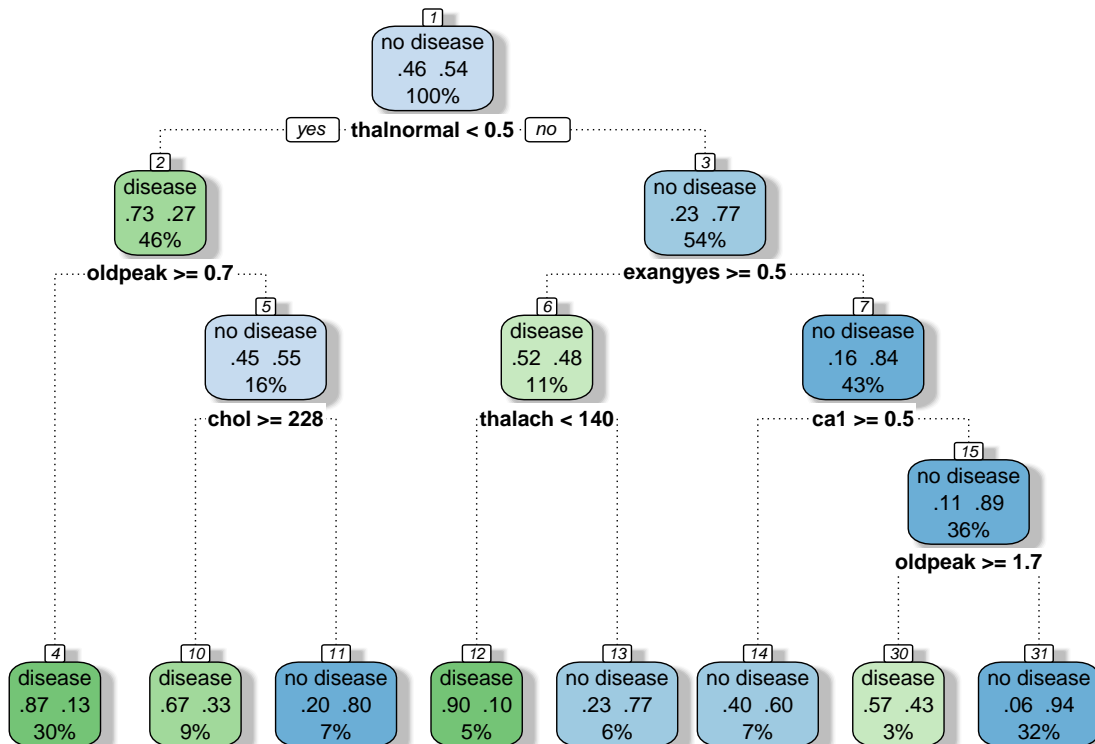 1
no disease
.46 .54
100%
yes thalnormal < 0.5 no
2
disease
.73 .27
46%
oldpeak >= 0.7
3
no disease
.23 .77
54%
exangyes >= 0.5
5
no disease
.45 .55
16%
chol >= 228
6
disease
.52 .48
11%
thalach < 140
7
no disease
.16 .84
43%
ca1 >= 0.5
15
no disease
.11 .89
36%
oldpeak >= 1.7
4
disease
.87 .13
30%
10
disease
.67 .33
9%
11
no disease
.20 .80
7%
12
disease
.90 .10
5%
13
no disease
.23 .77
6%
14
no disease
.40 .60
7%
30
disease
.57 .43
3%
31
no disease
.06 .94
32%